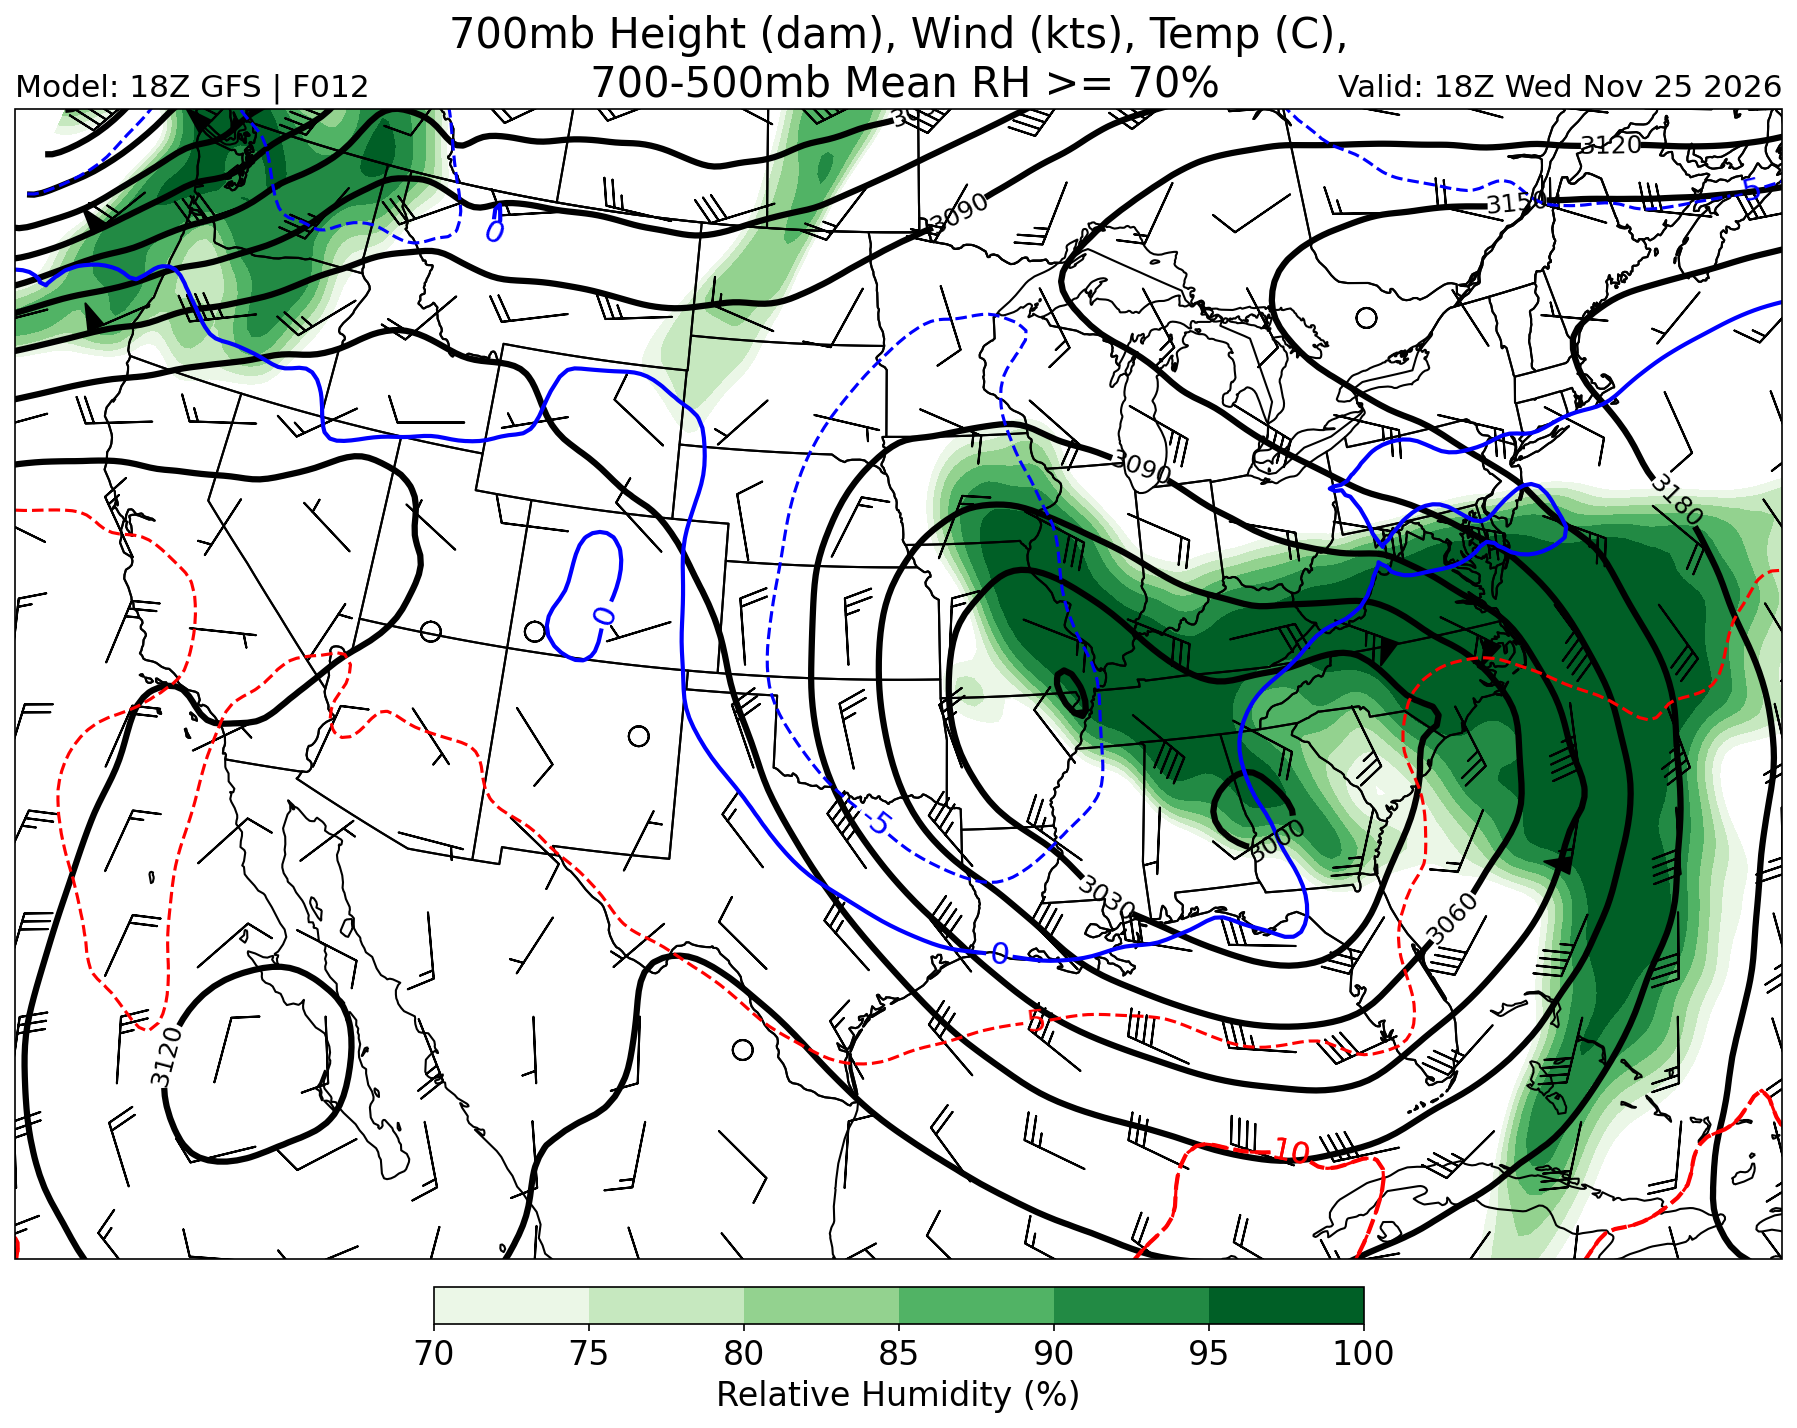 700mb Height (dam), Wind (kts), Temp (C),
700-500mb Mean RH >= 70%
Model: 18Z GFS | F012
Valid: 18Z Wed Nov 25 2026
3120
5
3150
3090
0
3090
3180
0
-5
3000
3030
3060
0
5
3120
10
70 75 80 85 90 95 100
Relative Humidity (%)